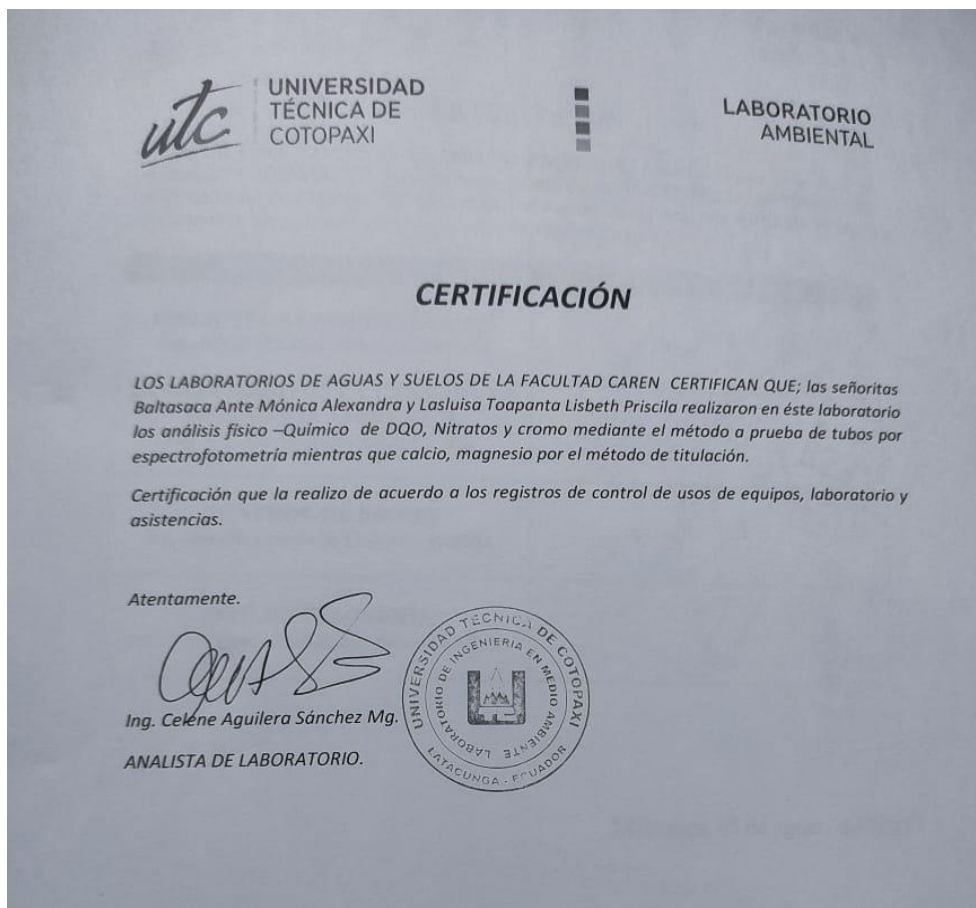 utc
UNIVERSIDAD
TÉCNICA DE
COTOPAXI
LABORATORIO
AMBIENTAL
CERTIFICACIÓN
LOS LABORATORIOS DE AGUAS Y SUELOS DE LA FACULTAD CAREN CERTIFICAN QUE; las señoritas
Baltasaca Ante Mónica Alexandra y Lasluisa Toapanta Lisbeth Priscila realizaron en éste laboratorio
los análisis físico –Químico de DQO, Nitratos y cromo mediante el método a prueba de tubos por
espectrofotometría mientras que calcio, magnesio por el método de titulación.
Certificación que la realizo de acuerdo a los registros de control de usos de equipos, laboratorio y
asistencias.
Atentamente.
Ing. Celene Aguilera Sánchez Mg.
ANALISTA DE LABORATORIO.
UNIVERSIDAD TÉCNICA DE COTOPAXI
LABORATORIO DE INGENIERIA EN MEDIO AMBIENTE
LATACUNGA - ECUADOR